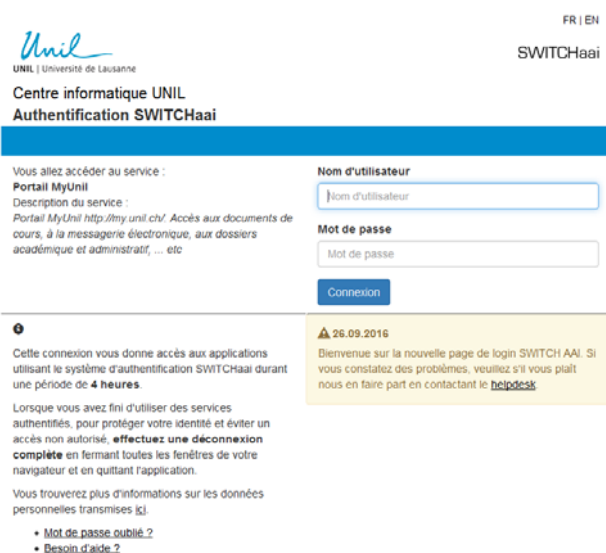 FR | EN
Unil
UNIL | Université de Lausanne
SWITCHaai
Centre informatique UNIL
Authentification SWITCHaai
Vous allez accéder au service :
Portail MyUnil
Description du service :
Portail MyUnil http://my.unil.ch/. Accès aux documents de
cours, à la messagerie électronique, aux dossiers
académique et administratif, ... etc
Nom d'utilisateur
Nom d'utilisateur
Mot de passe
Mot de passe
Connexion
Cette connexion vous donne accès aux applications
utilisant le système d'authentification SWITCHaai durant
une période de 4 heures.
Lorsque vous avez fini d'utiliser des services
authentifiés, pour protéger votre identité et éviter un
accès non autorisé, effectuez une déconnexion
complète en fermant toutes les fenêtres de votre
navigateur et en quittant l'application.
Vous trouverez plus d'informations sur les données
personnelles transmises ici.
• Mot de passe oublié ?
• Besoin d'aide ?
26.09.2016
Bienvenue sur la nouvelle page de login SWITCH AAI. Si
vous constatez des problèmes, veuillez s'il vous plaît
nous en faire part en contactant le helpdesk.